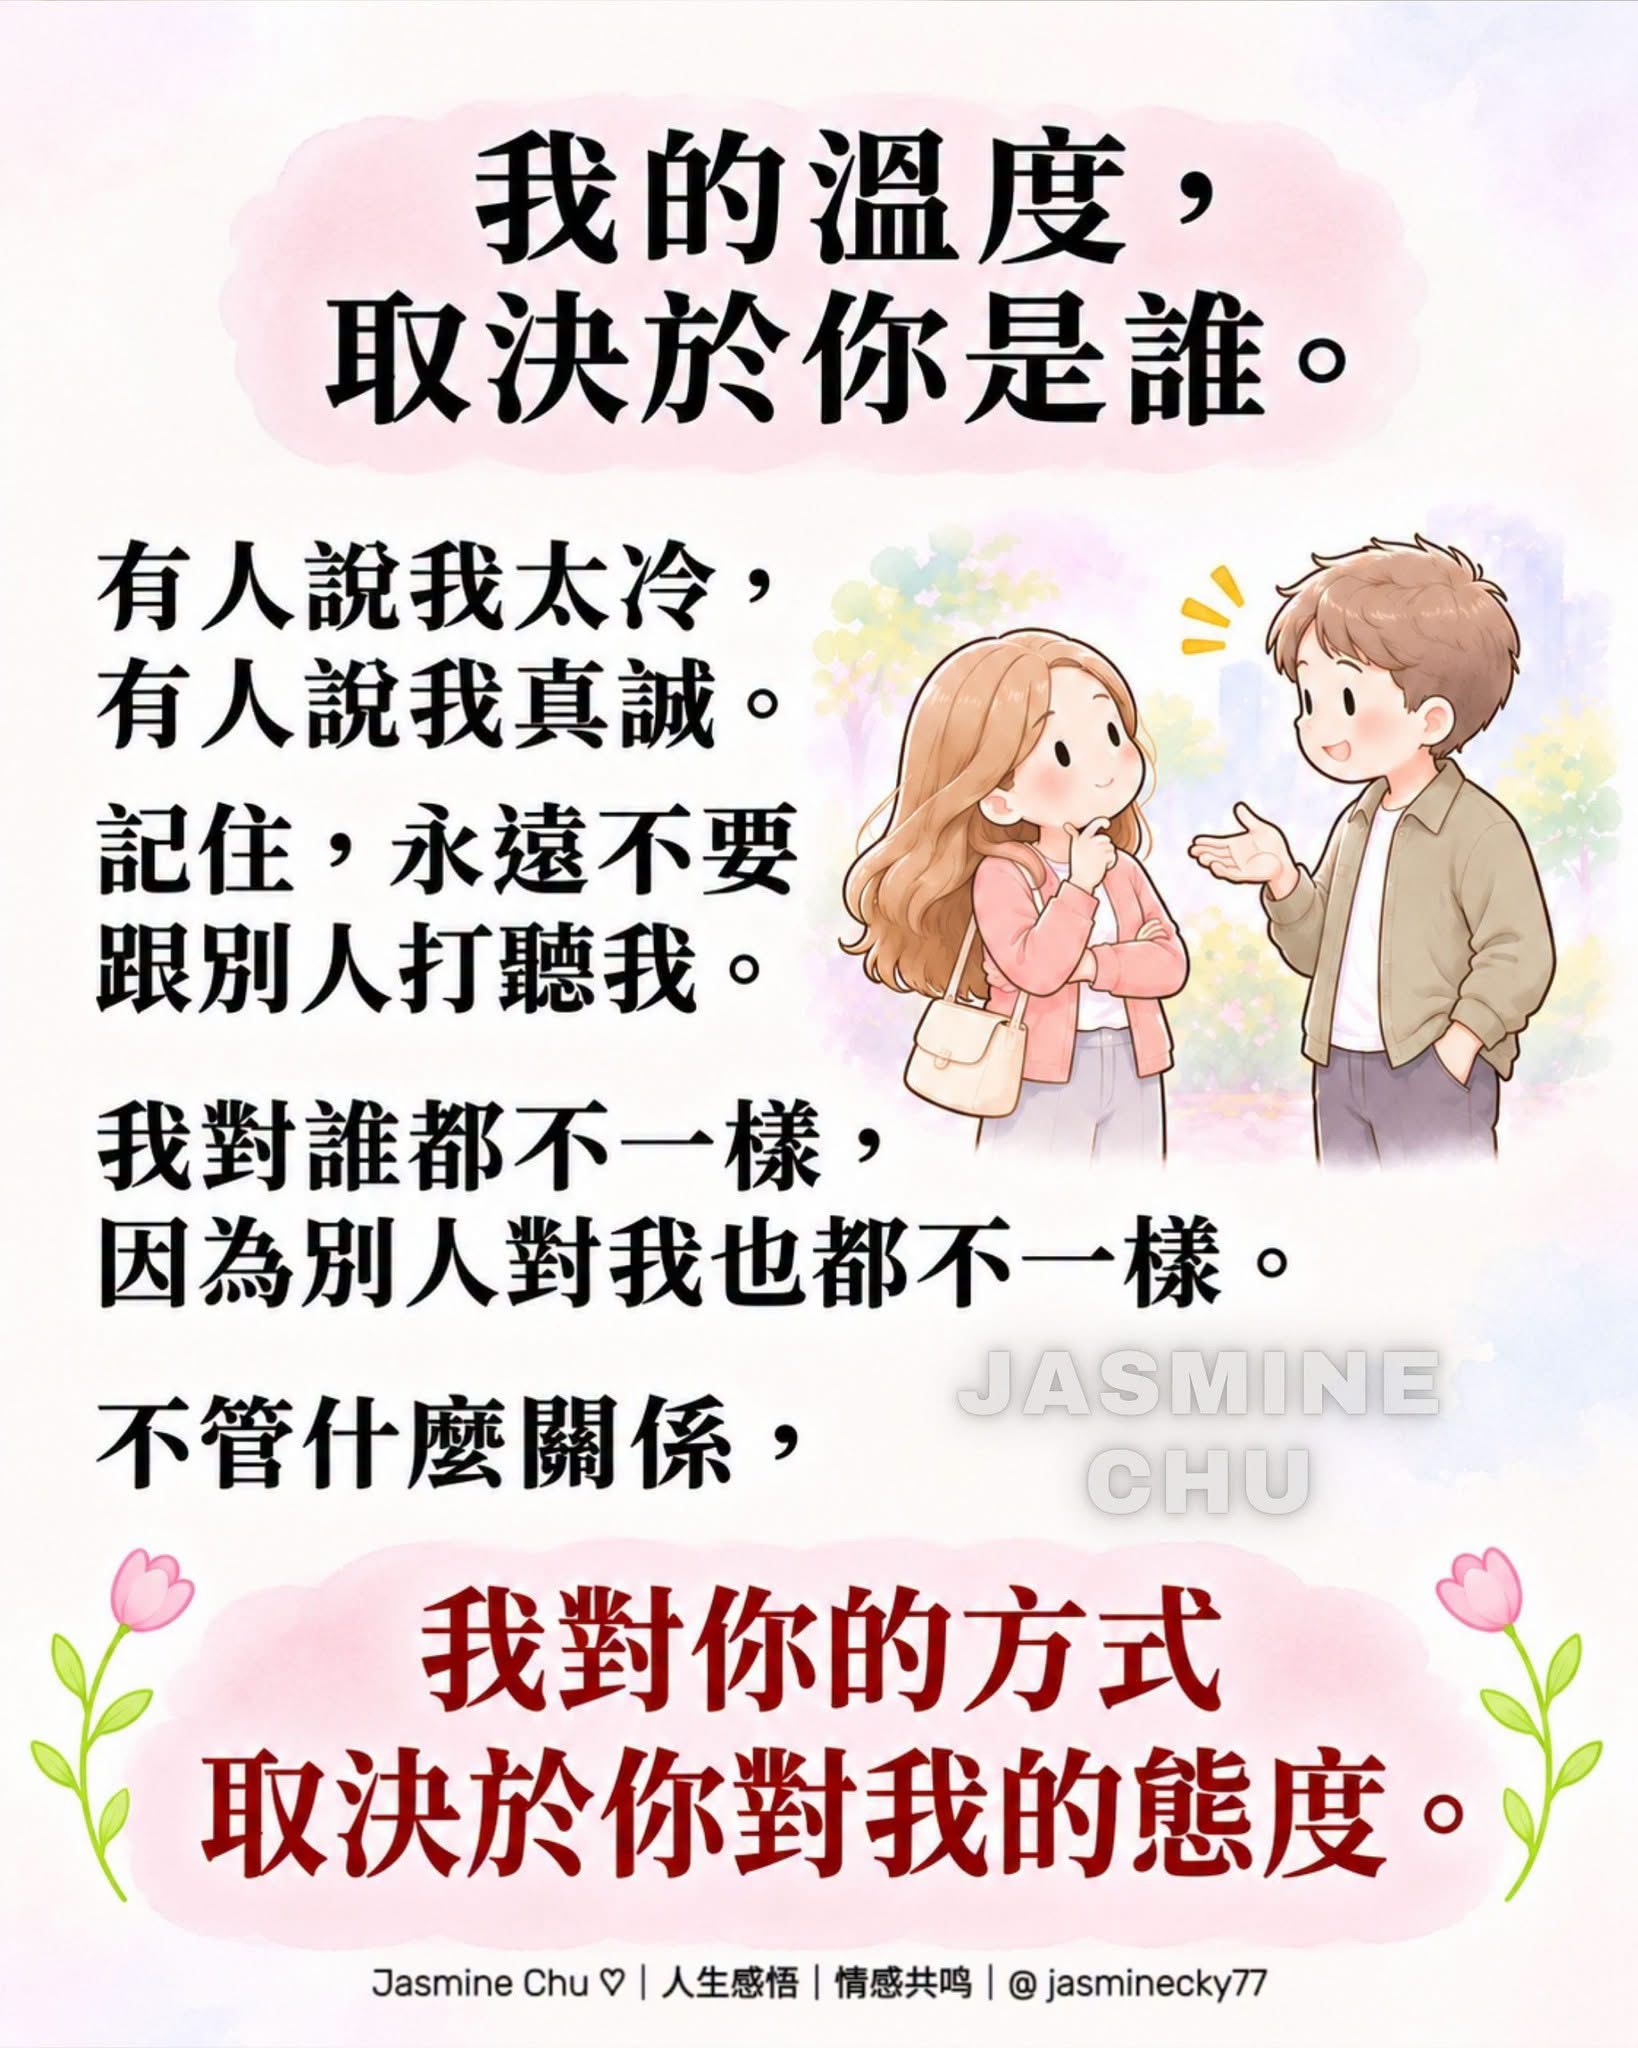 我的溫度，
取決於你是誰。
有人說我太冷，
有人說我真誠。
記住，永遠不要
跟別人打聽我。
我對誰都不一樣，
因為別人對我也都不一樣。
不管什麼關係，
JASMINE
CHU
我對你的方式
取決於你對我的態度。
Jasmine Chu ♡｜人生感悟｜情感共鸣｜@ jasminecky77